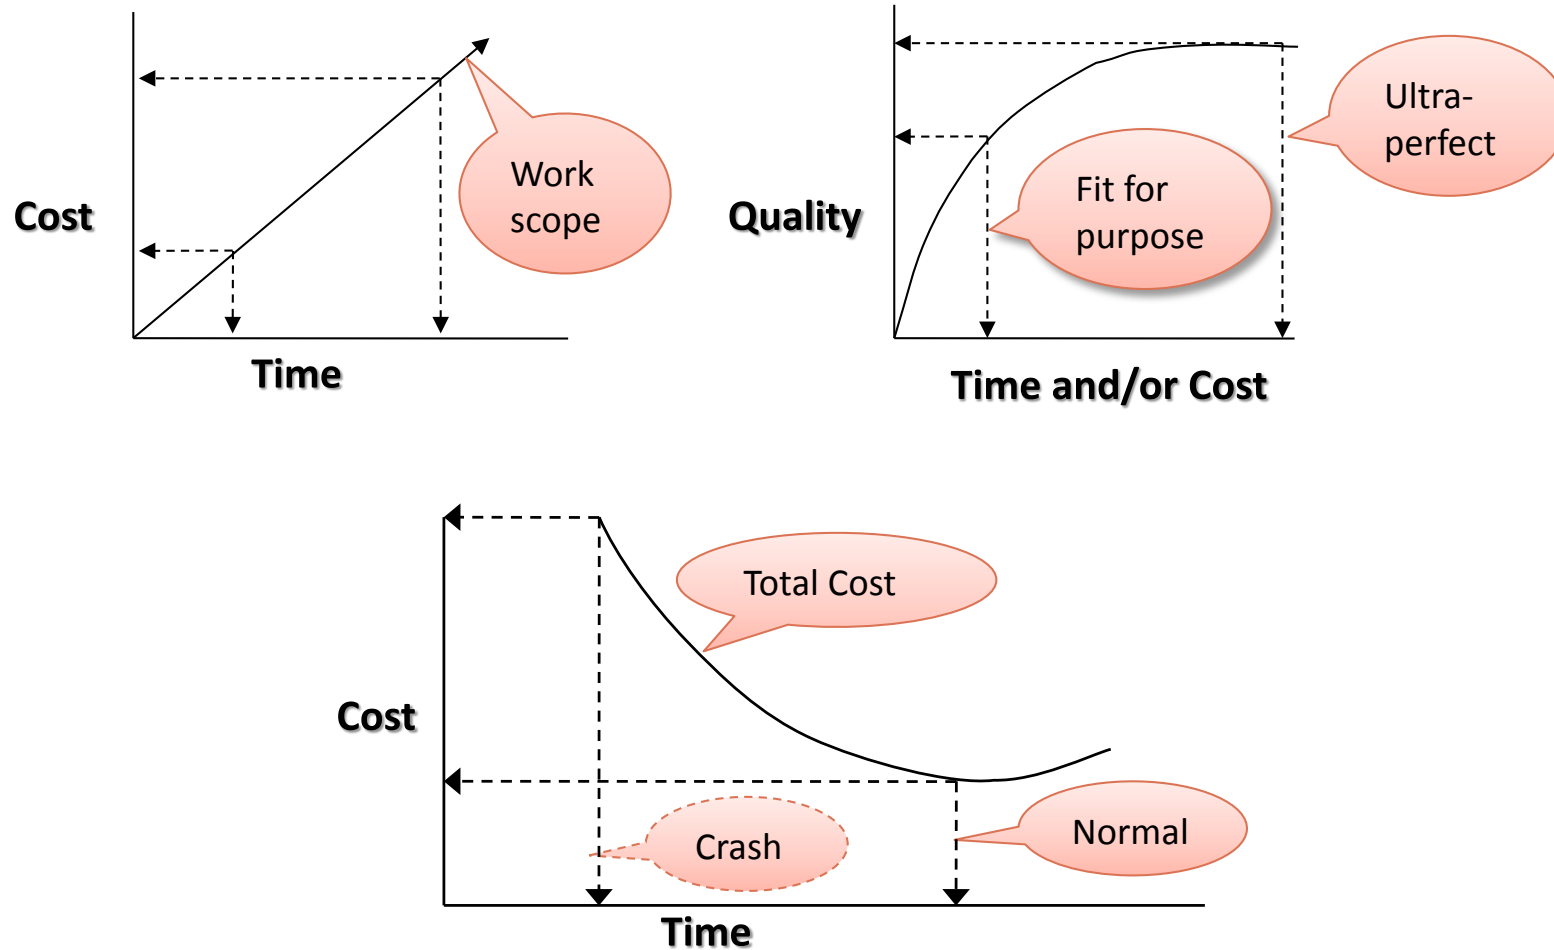 Cost
Work
scope
Time
Quality
Fit for
purpose
Ultra-
perfect
Time and/or Cost
Total Cost
Cost
Crash
Normal
Time